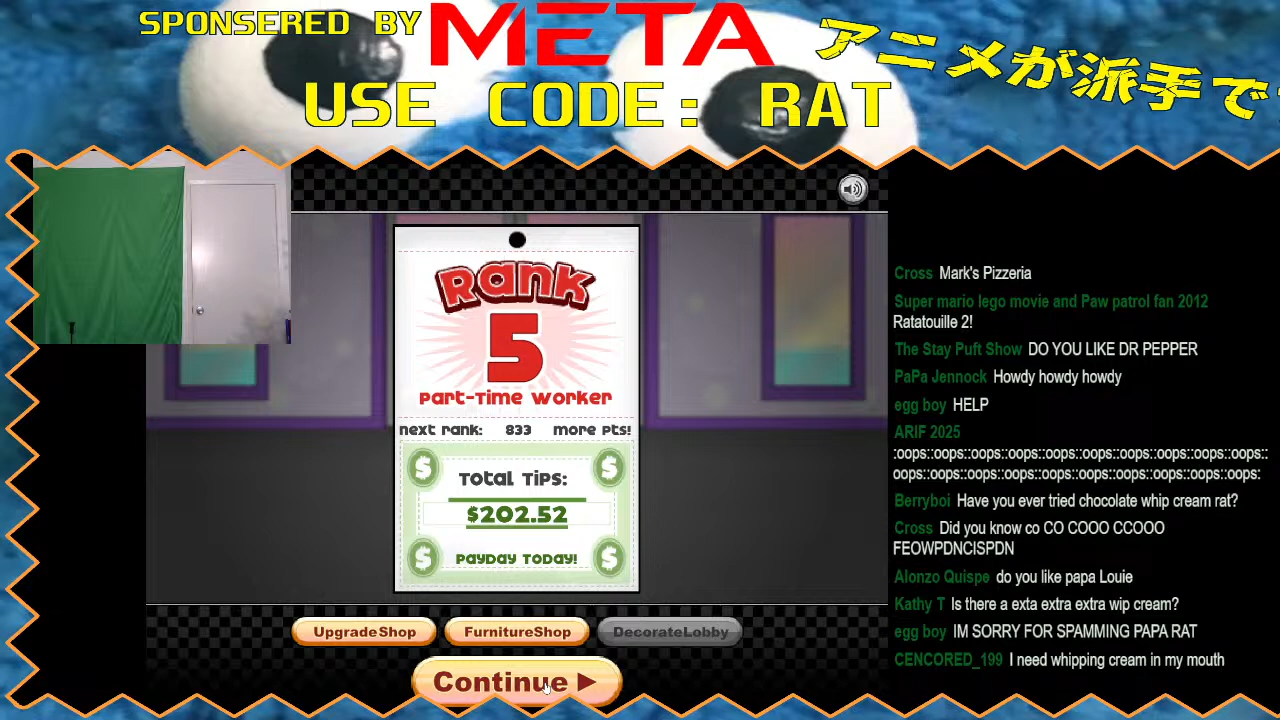 SPONSERED BY META
アニメが派手で
USE CODE: RAT
Rank
5
Part-Time Worker
next rank: 833 more pts!
Total Tips:
$202.52
Payday Today!
UpgradeShop
FurnitureShop
DecorateLobby
Continue
Cross Mark's Pizzeria
Super mario lego movie and Paw patrol fan 2012
Ratatouille 2!
The Stay Puft Show DO YOU LIKE DR PEPPER
PaPa Jennock Howdy howdy howdy
egg boy HELP
ARIF 2025
:oops::oops::oops::oops::oops::oops::oops::oops::oops::oops::
oops::oops::oops::oops::oops::oops::oops::oops::oops::oops:
Berryboi Have you ever tried chocolate whip cream rat?
Cross Did you know co CO COOO CCOOO
FEOWPDNCISPDN
Alonzo Quispe do you like papa Louie
Kathy T Is there a exta extra extra wip cream?
egg boy IM SORRY FOR SPAMMING PAPA RAT
CENCORED_199 I need whipping cream in my mouth